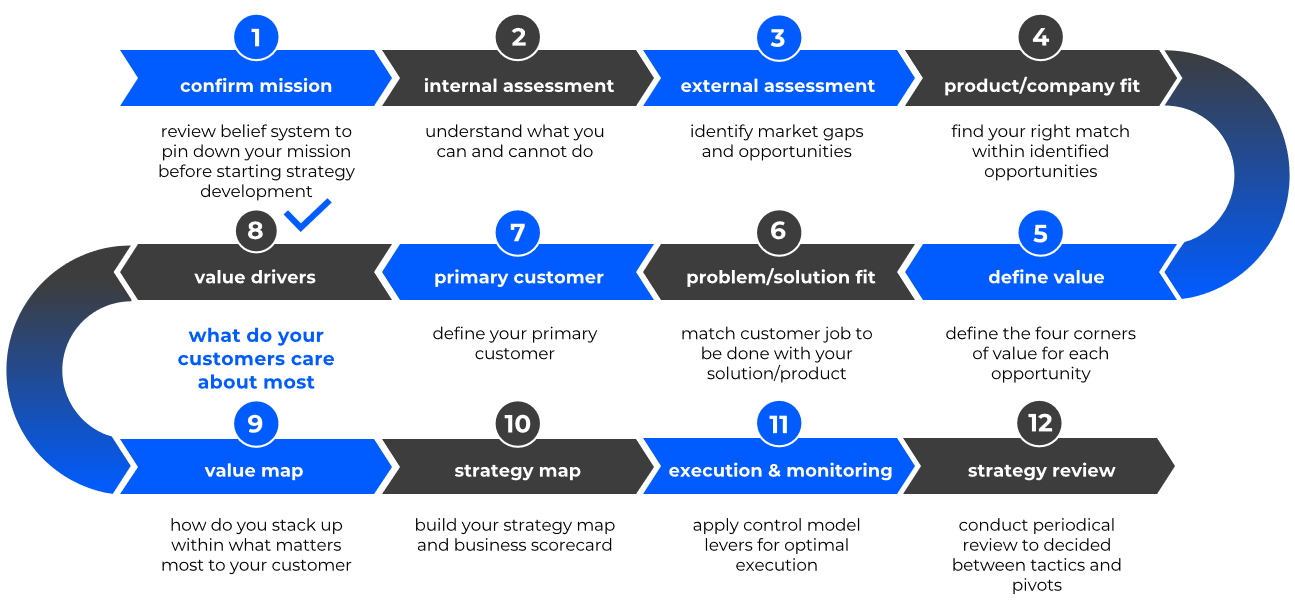 1
confirm mission
review belief system to
pin down your mission
before starting strategy
development
2
internal assessment
understand what you
can and cannot do
3
external assessment
identify market gaps
and opportunities
4
product/company fit
find your right match
within identified
opportunities
5
define value
define the four corners
of value for each
opportunity
6
problem/solution fit
match customer job to
be done with your
solution/product
7
primary customer
define your primary
customer
8
value drivers
what do your
customers care
about most
9
value map
how do you stack up
within what matters
most to your customer
10
strategy map
build your strategy map
and business scorecard
11
execution & monitoring
apply control model
levers for optimal
execution
12
strategy review
conduct periodical
review to decided
between tactics and
pivots